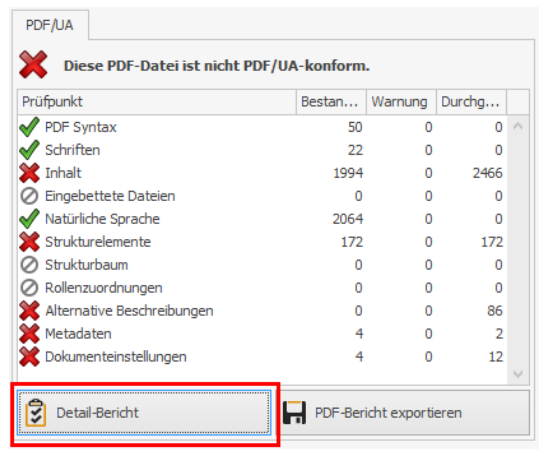 PDF/UA
Diese PDF-Datei ist nicht PDF/UA-konform.
Prüfpunkt Bestan... Warnung Durchg...
PDF Syntax 50 0 0
Schriften 22 0 0
Inhalt 1994 0 2466
Eingebettete Dateien 0 0 0
Natürliche Sprache 2064 0 0
Strukturelemente 172 0 172
Strukturbaum 0 0 0
Rollenzuordnungen 0 0 0
Alternative Beschreibungen 0 0 86
Metadaten 4 0 2
Dokumenteinstellungen 4 0 12
Detail-Bericht PDF-Bericht exportieren